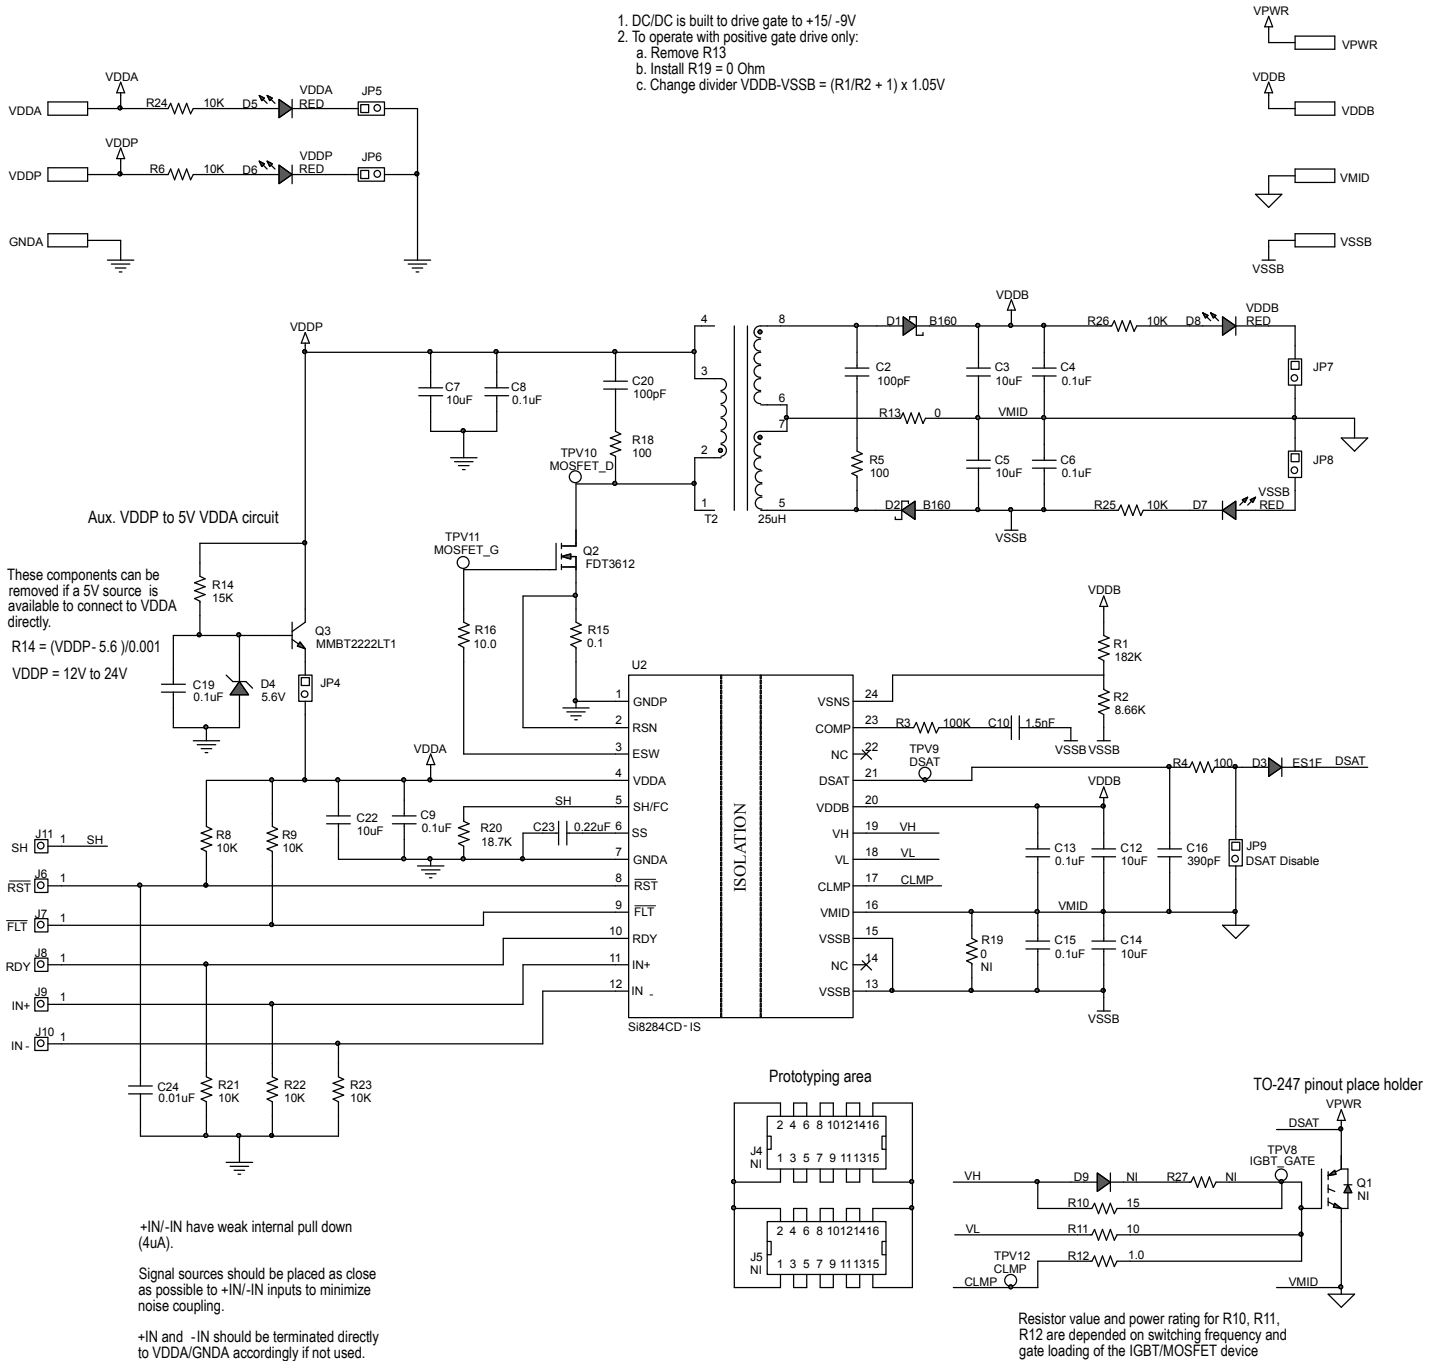 1. DC/DC is built to drive gate to +15/ -9V
2. To operate with positive gate drive only:
a. Remove R13
b. Install R19 = 0 Ohm
c. Change divider VDDB-VSSB = (R1/R2 + 1) x 1.05V
VPWR
VPWR
VDDB
VDDB
VMID
VSSB
VSSB
VDDA
VDDA
R24
10K
D5
VDDA
RED
JP5
VDDP
VDDP
R6
10K
D6
VDDP
RED
JP6
GNDA
VDDP
C7
10uF
C8
0.1uF
C20
100pF
R18
100
TPV10
MOSFET_D
4
3
2
1
T2
8
6
7
5
25uH
C2
100pF
R5
100
D1
B160
D2
B160
R13
0
VDDB
C3
10uF
C4
0.1uF
VMID
C5
10uF
C6
0.1uF
VSSB
R26
10K
D8
VDDB
RED
JP7
JP8
R25
10K
D7
VSSB
RED
Aux. VDDP to 5V VDDA circuit
These components can be
removed if a 5V source is
available to connect to VDDA
directly.
R14 = (VDDP- 5.6 )/0.001
VDDP = 12V to 24V
R14
15K
Q3
MMBT2222LT1
C19
0.1uF
D4
5.6V
JP4
TPV11
MOSFET_G
Q2
FDT3612
R16
10.0
R15
0.1
U2
1
GNDP
2
RSN
3
ESW
4
VDDA
5
SH/FC
6
SS
7
GNDA
8
RST
9
FLT
10
RDY
11
IN+
12
IN -
ISOLATION
Si8284CD-IS
VSNS
24
COMP
23
NC
22
DSAT
21
VDDB
20
VH
19
VL
18
CLMP
17
VMID
16
VSSB
15
NC
14
VSSB
13
VDDB
R1
182K
R2
8.66K
R3
100K
C10
1.5nF
VSSB
VSSB
TPV9
DSAT
R4
100
D3
ES1F
DSAT
VDDB
VH
VL
CLMP
C13
0.1uF
C12
10uF
C16
390pF
JP9
DSAT Disable
VMID
R19
0
NI
C15
0.1uF
C14
10uF
VSSB
VDDA
C22
10uF
C9
0.1uF
SH
R20
18.7K
C23
0.22uF
R8
10K
R9
10K
J11
SH
1
SH
J6
RST
1
J7
FLT
1
J8
RDY
1
J9
IN+
1
J10
IN -
1
C24
0.01uF
R21
10K
R22
10K
R23
10K
+IN/-IN have weak internal pull down
(4uA).
Signal sources should be placed as close
as possible to +IN/-IN inputs to minimize
noise coupling.
+IN and -IN should be terminated directly
to VDDA/GNDA accordingly if not used.
Prototyping area
2 4 6 8 10 12 14 16
J4
NI
1 3 5 7 9 11 13 15
2 4 6 8 10 12 14 16
J5
NI
1 3 5 7 9 11 13 15
TO-247 pinout place holder
VPWR
DSAT
TPV8
IGBT_GATE
VH
D9
NI
R27
NI
Q1
NI
R10
15
VL
R11
10
TPV12
CLMP
R12
1.0
CLMP
VMID
Resistor value and power rating for R10, R11,
R12 are depended on switching frequency and
gate loading of the IGBT/MOSFET device